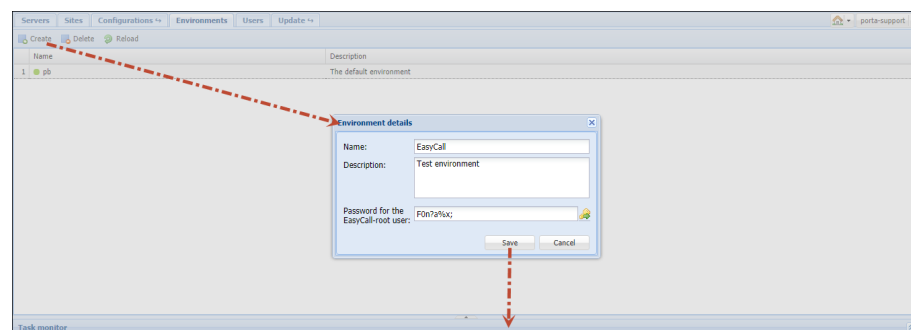 Servers Sites Configurations Environments Users Update porta-support
Create Delete Reload
Name Description
1 pb The default environment
Environment details
Name: EasyCall
Description: Test environment
Password for the
EasyCall-root user: F0n?a%x;
Save Cancel
Task monitor